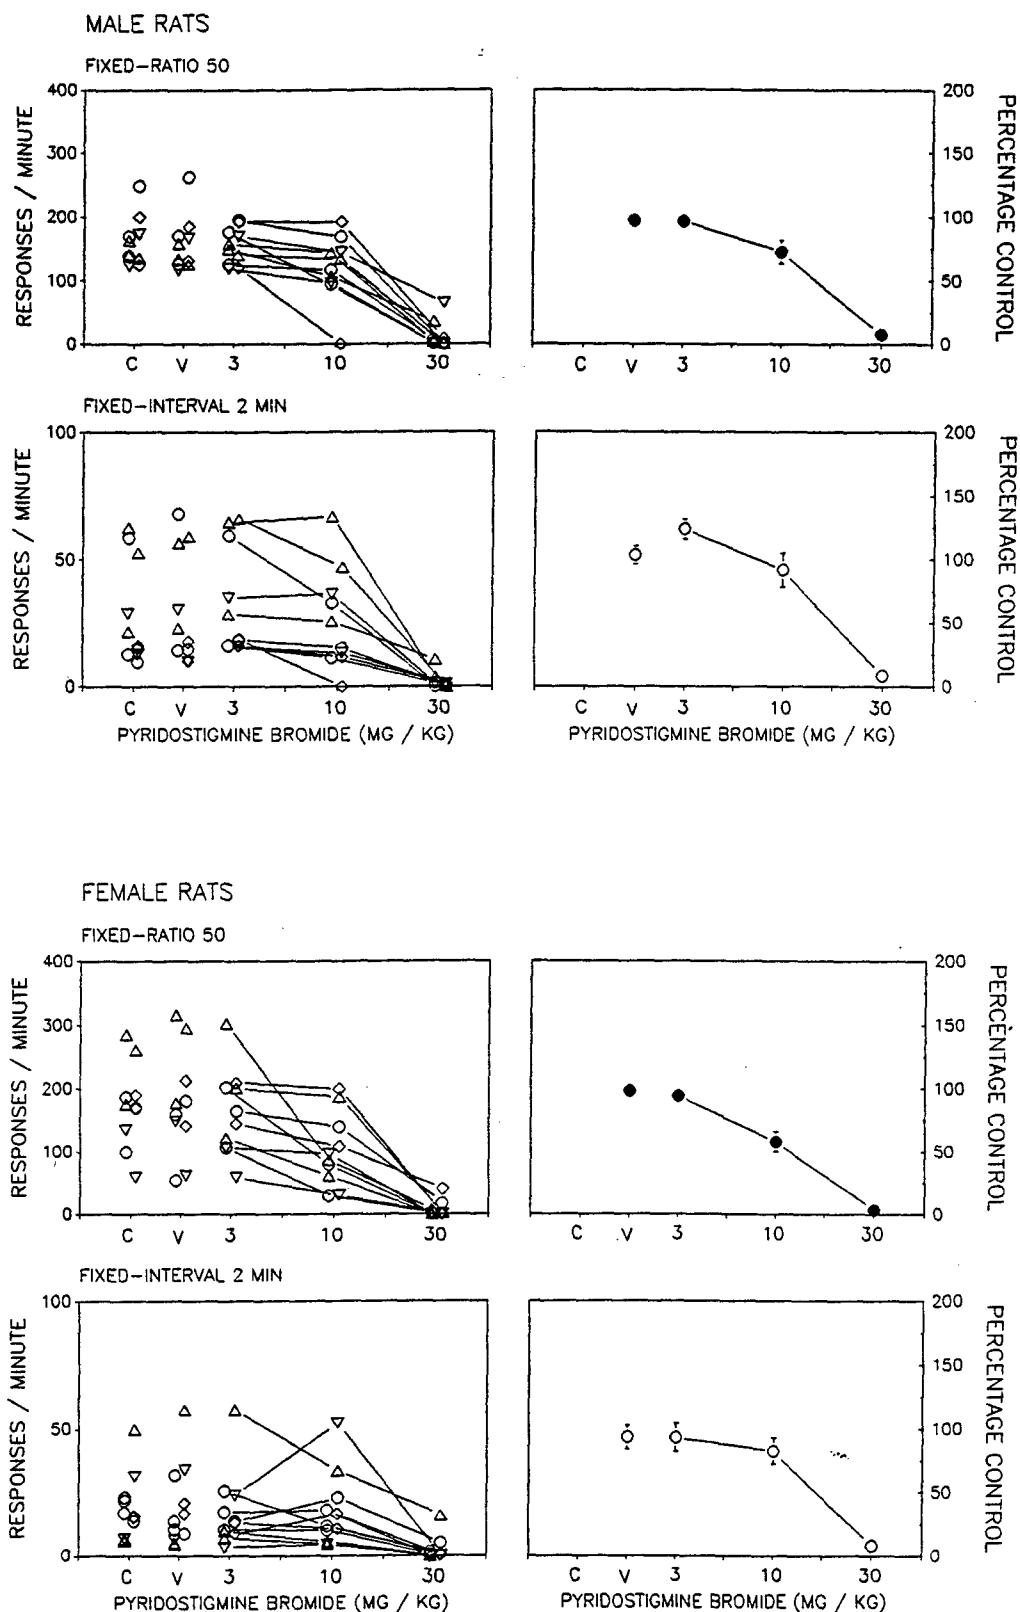 MALE RATS
FIXED-RATIO 50
RESPONSES / MINUTE
400
300
200
100
0
C V 3 10 30
200
150
100
50
0
PERCENTAGE CONTROL
C V 3 10 30
FIXED-INTERVAL 2 MIN
RESPONSES / MINUTE
100
50
0
C V 3 10 30
PYRIDOSTIGMINE BROMIDE (MG / KG)
200
150
100
50
0
PERCENTAGE CONTROL
C V 3 10 30
PYRIDOSTIGMINE BROMIDE (MG / KG)
FEMALE RATS
FIXED-RATIO 50
RESPONSES / MINUTE
400
300
200
100
0
C V 3 10 30
200
150
100
50
0
PERCENTAGE CONTROL
C V 3 10 30
FIXED-INTERVAL 2 MIN
RESPONSES / MINUTE
100
50
0
C V 3 10 30
PYRIDOSTIGMINE BROMIDE (MG / KG)
200
150
100
50
0
PERCENTAGE CONTROL
C V 3 10 30
PYRIDOSTIGMINE BROMIDE (MG / KG)